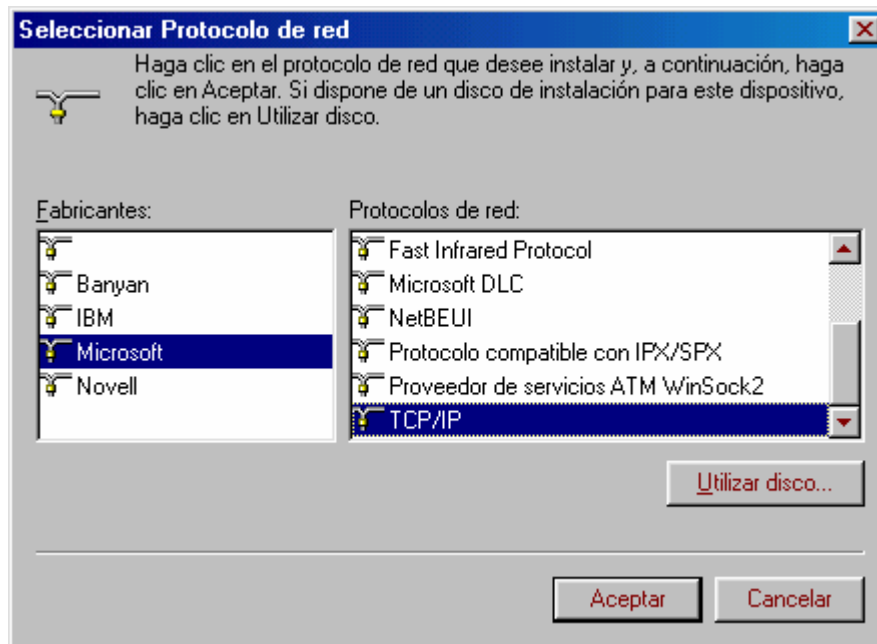 Seleccionar Protocolo de red
Haga clic en el protocolo de red que desee instalar y, a continuación, haga
clic en Aceptar. Si dispone de un disco de instalación para este dispositivo,
haga clic en Utilizar disco.
Fabricantes:
Banyan
IBM
Microsoft
Novell
Protocolos de red:
Fast Infrared Protocol
Microsoft DLC
NetBEUI
Protocolo compatible con IPX/SPX
Proveedor de servicios ATM WinSock2
TCP/IP
Utilizar disco...
Aceptar
Cancelar